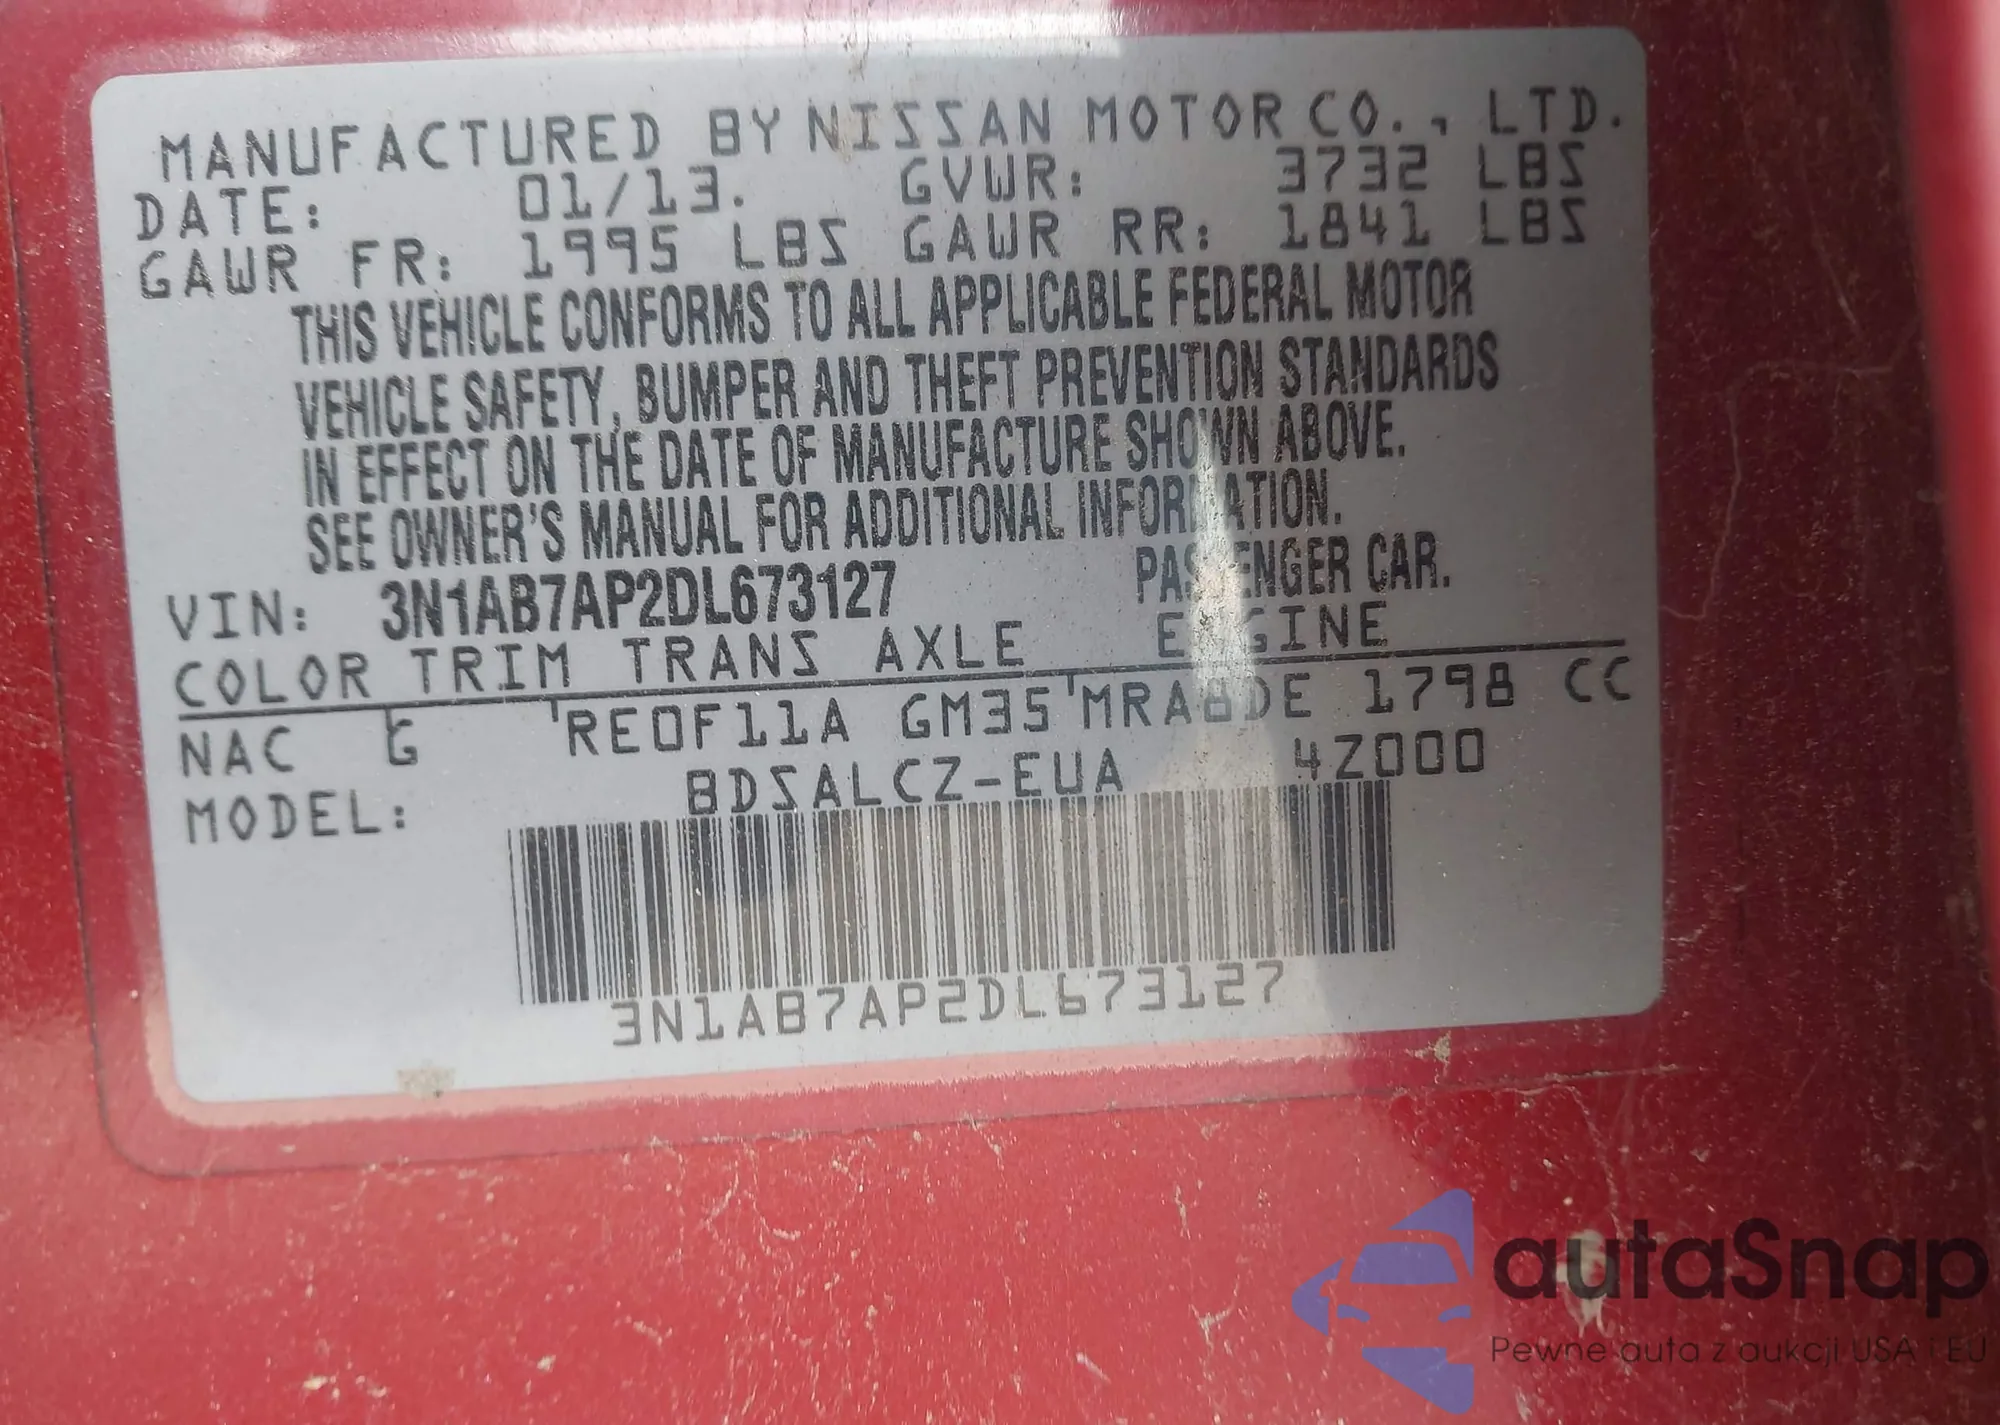 MANUFACTURED BY NISSAN MOTOR CO., LTD.
DATE: 01/13. GVWR: 3732 LBS
GAWR FR: 1995 LBS GAWR RR: 1841 LBS
THIS VEHICLE CONFORMS TO ALL APPLICABLE FEDERAL MOTOR
VEHICLE SAFETY, BUMPER AND THEFT PREVENTION STANDARDS
IN EFFECT ON THE DATE OF MANUFACTURE SHOWN ABOVE.
SEE OWNER'S MANUAL FOR ADDITIONAL INFORMATION.
VIN: 3N1AB7AP2DL673127 PASSENGER CAR.
COLOR TRIM TRANS AXLE ENGINE
NAC G RE0F11A GM35 MRA8DE 1798 CC
MODEL: BDSALCZ-EUA 4Z000
3N1AB7AP2DL673127
autaSnap
Pewne auta z aukcji USA i EU